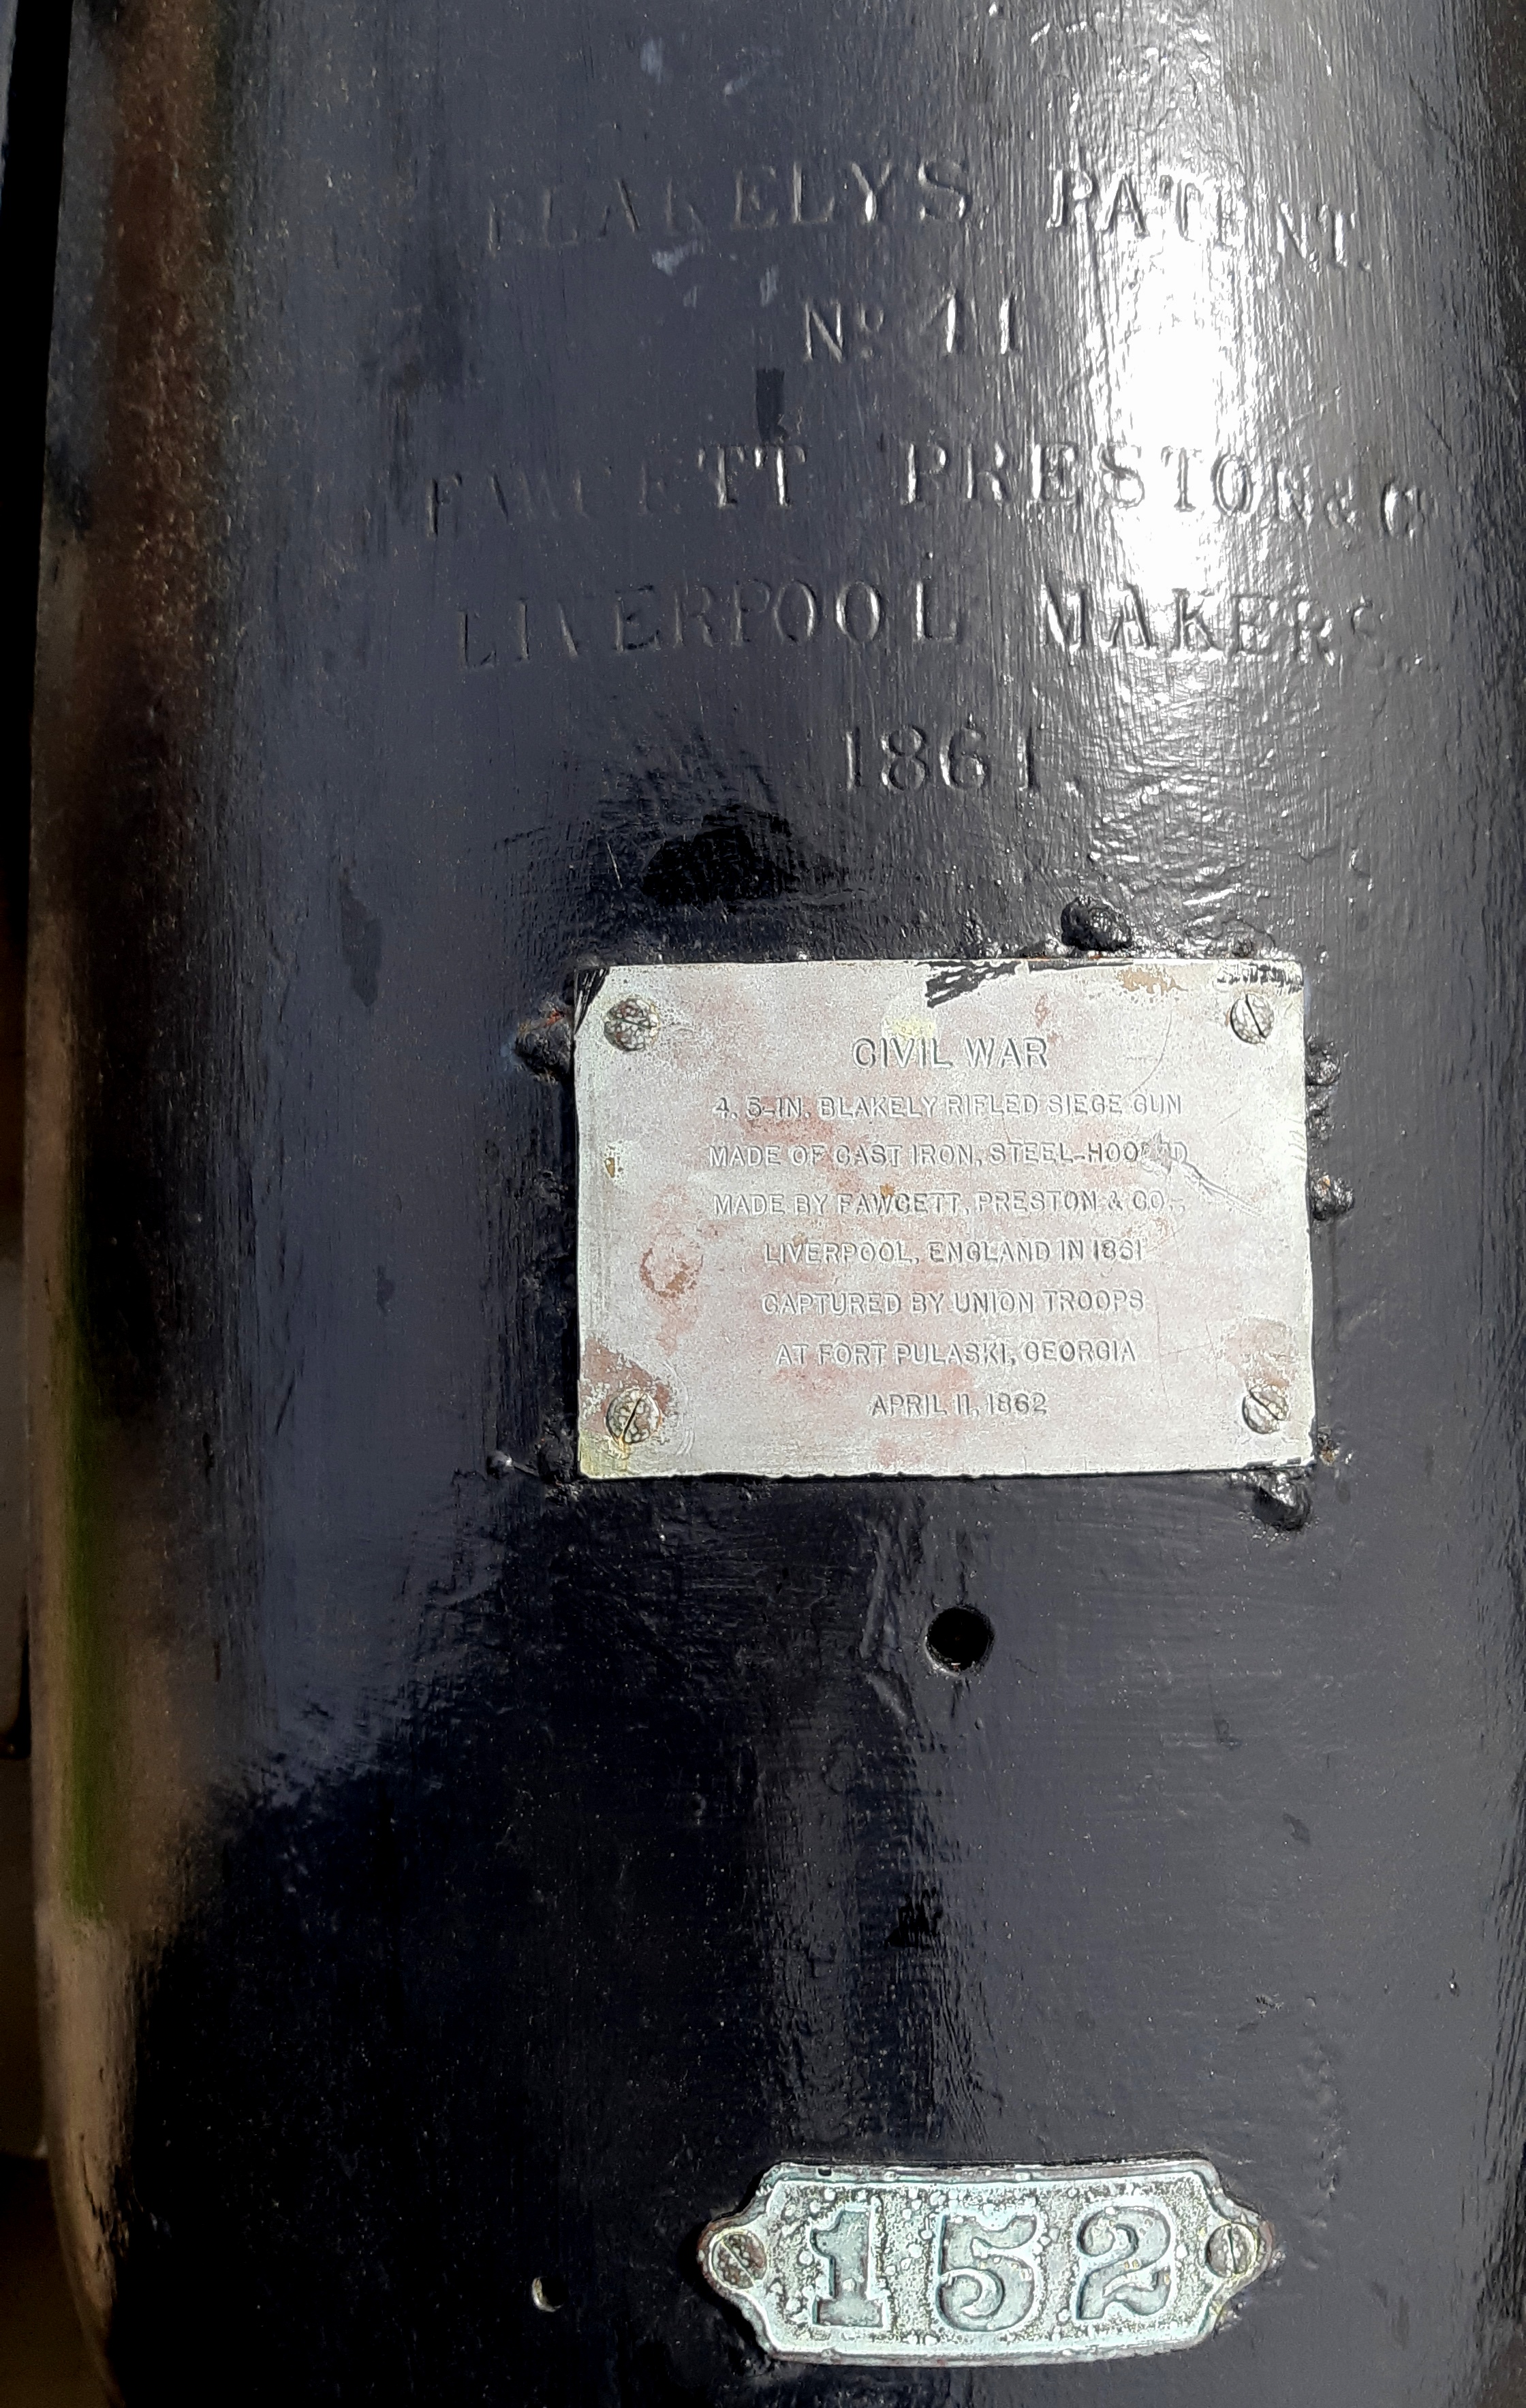 BLAKELYS PATENT.
No 41
FAWCETT PRESTON & Co
LIVERPOOL MAKERS.
1861.
CIVIL WAR
4.5-IN. BLAKELY RIFLED SIEGE GUN
MADE OF CAST IRON, STEEL-HOOPED
MADE BY FAWCETT, PRESTON & CO.,
LIVERPOOL, ENGLAND IN 1861
CAPTURED BY UNION TROOPS
AT FORT PULASKI, GEORGIA
APRIL 11, 1862
152